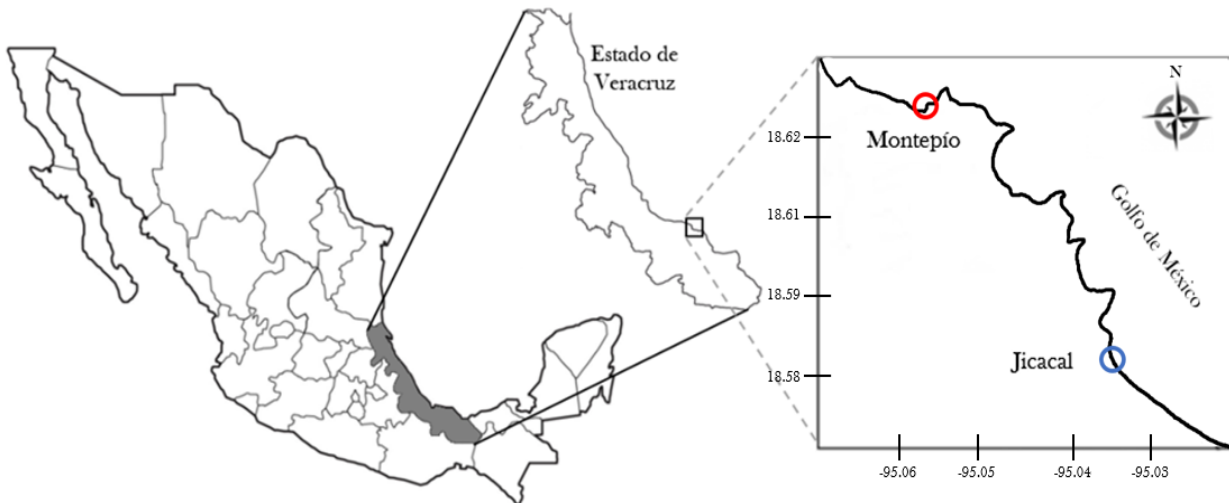 Estado de
Veracruz
N
18.62
Montepío
18.61
Golfo de México
18.59
Jicacal
18.58
-95.06
-95.05
-95.04
-95.03